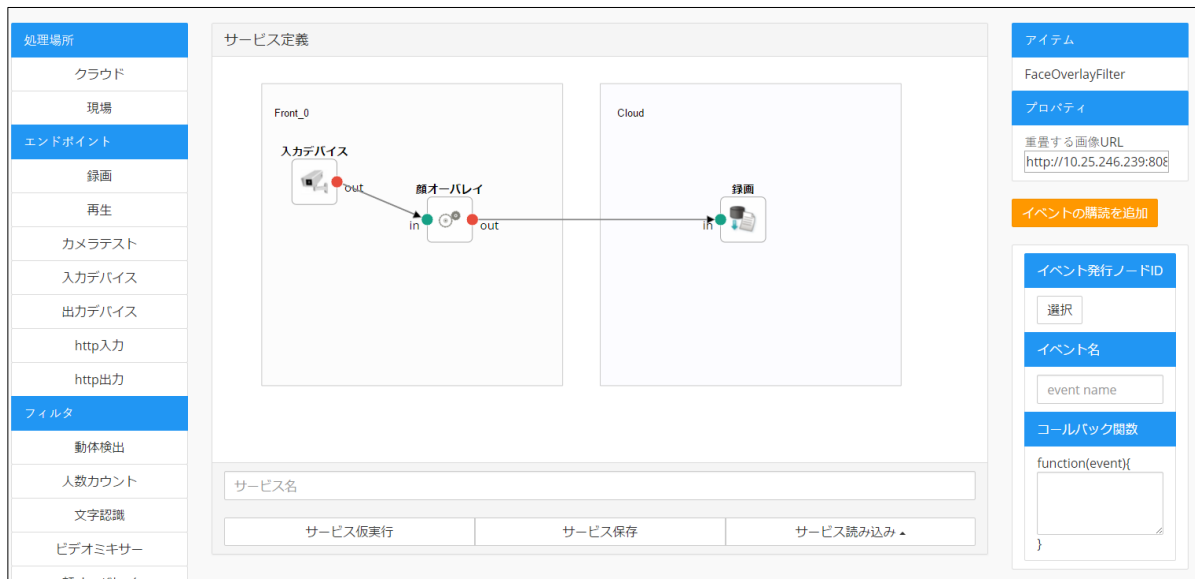 処理場所
クラウド
現場
エンドポイント
録画
再生
カメラテスト
入力デバイス
出力デバイス
http入力
http出力
フィルタ
動体検出
人数カウント
文字認識
ビデオミキサー
サービス定義
Front_0
Cloud
入力デバイス
out
顔オーバレイ
in
out
録画
in
サービス名
サービス仮実行
サービス保存
サービス読み込み
アイテム
FaceOverlayFilter
プロパティ
重畳する画像URL
http://10.25.246.239:808
イベントの購読を追加
イベント発行ノードID
選択
イベント名
event name
コールバック関数
function(event){
}